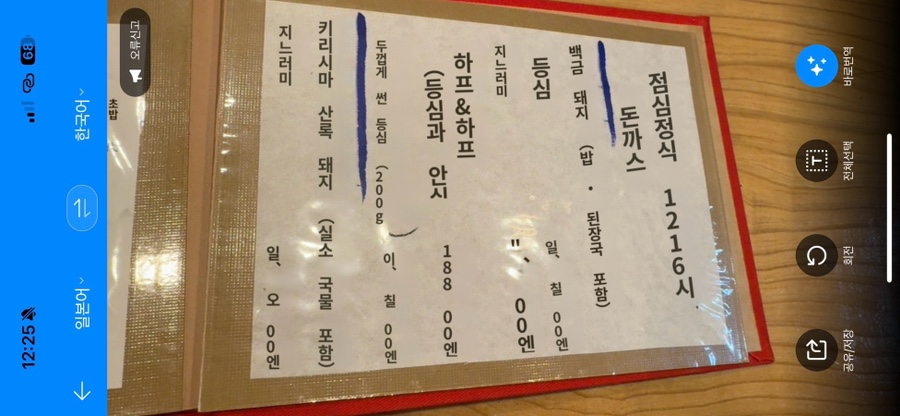 12:25
68
일본어
한국어
오류신고
초밥
점심정식 1216시
돈까스
백금 돼지 (밥 • 된장국 포함)
등심 일、 칠 00엔
지느러미 "、 00엔
하프&하프
(등심과 안시 188 00엔
두껍게 썬 등심 (200g 이、 칠 00엔
키리시마 산록 돼지 (실소 국물 포함)
지느러미 일、 오 00엔
바로번역
전체선택
회전
공유/저장